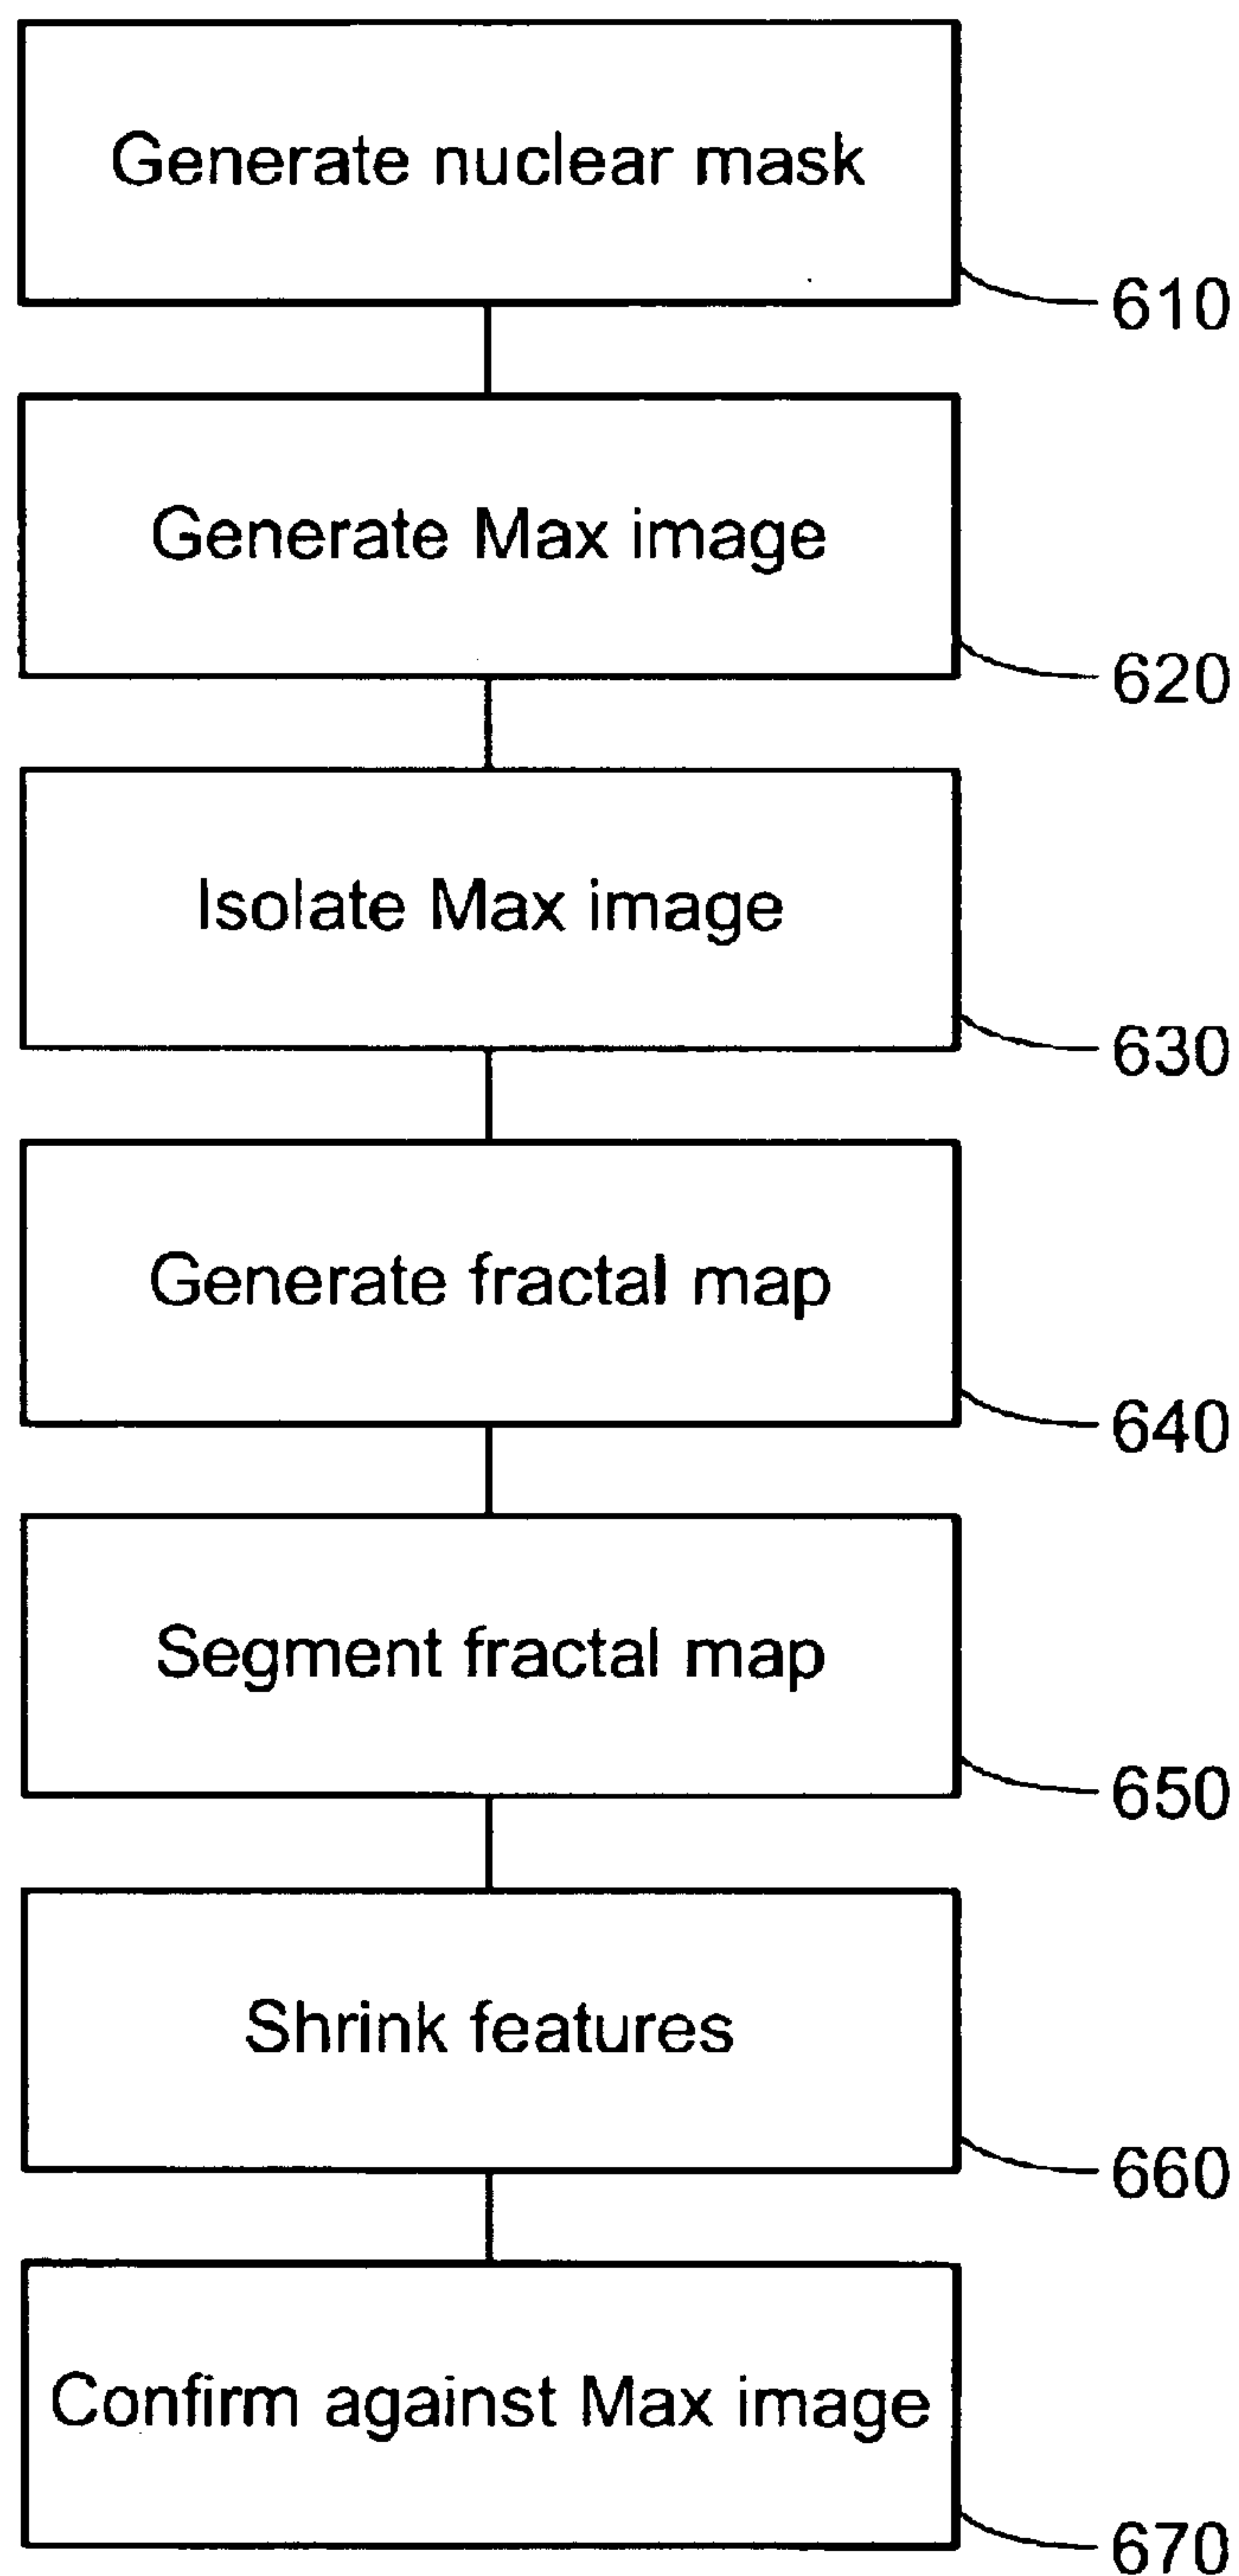 Generate nuclear mask
610
Generate Max image
620
Isolate Max image
630
Generate fractal map
640
Segment fractal map
650
Shrink features
660
Confirm against Max image
670